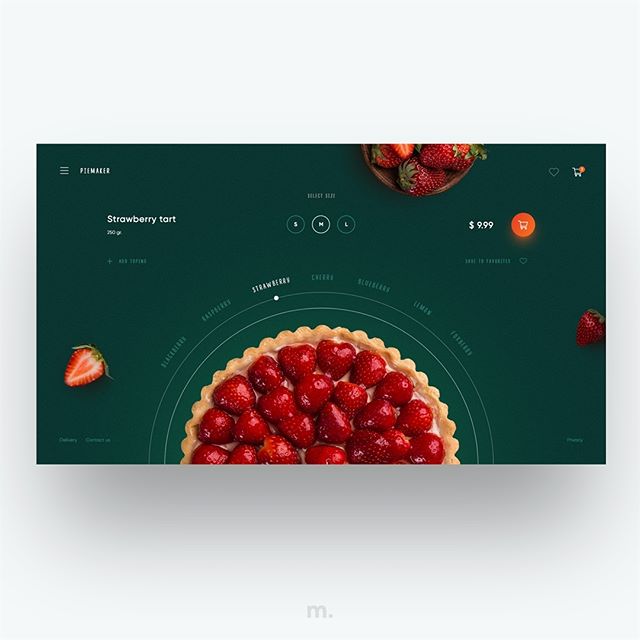 PIEMAKER
SELECT SIZE
Strawberry tart
250 gr.
S M L
$ 9.99
ADD TOPING
SAVE TO FAVORITES
BLACKBERRY
RASPBERRY
STRAWBERRY
CHERRY
BLUEBERRY
LEMON
Delivery Contact us
Privacy
m.